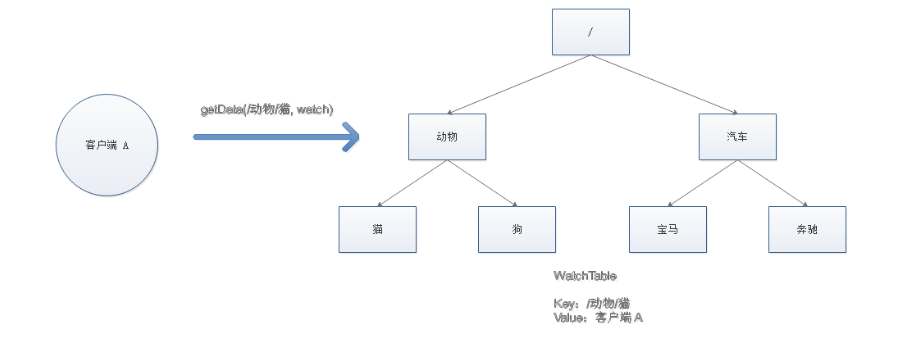 /
getData(/动物/猫, watch)
客户端 A
动物
汽车
猫
狗
宝马
奔驰
WatchTable
Key：/动物/猫
Value：客户端 A